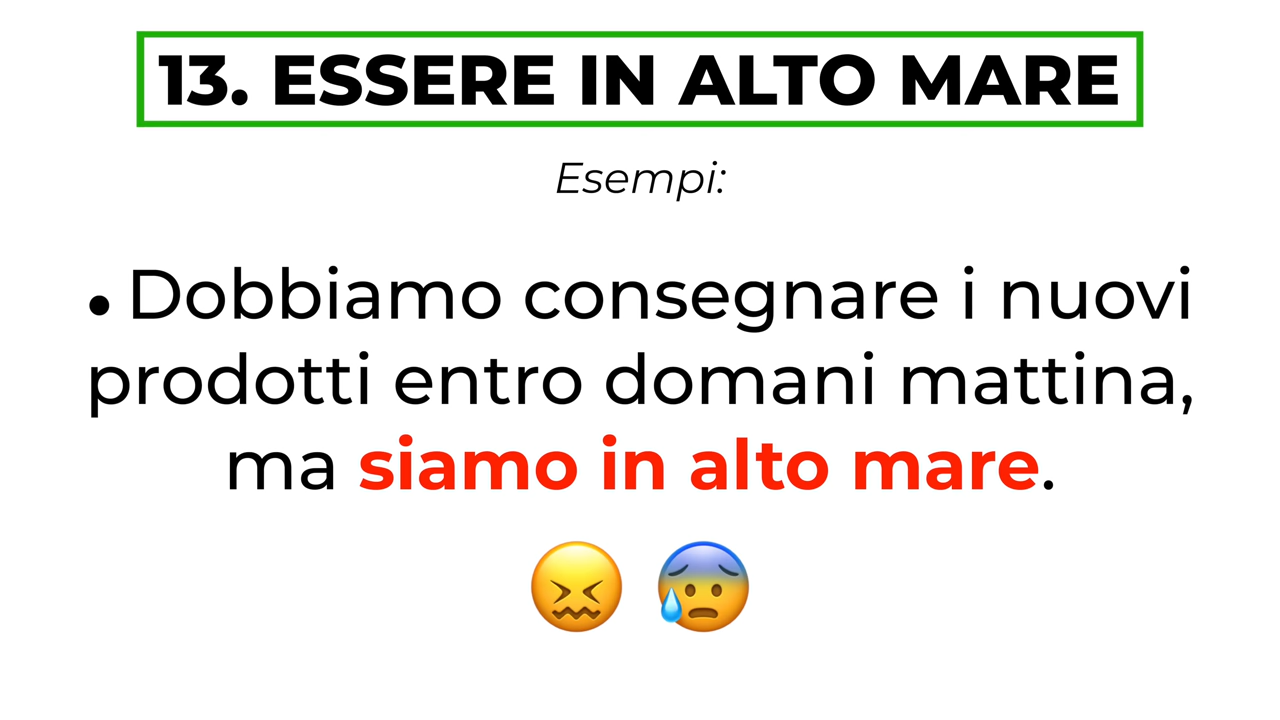 13. ESSERE IN ALTO MARE
Esempi:
• Dobbiamo consegnare i nuovi
prodotti entro domani mattina,
ma siamo in alto mare.